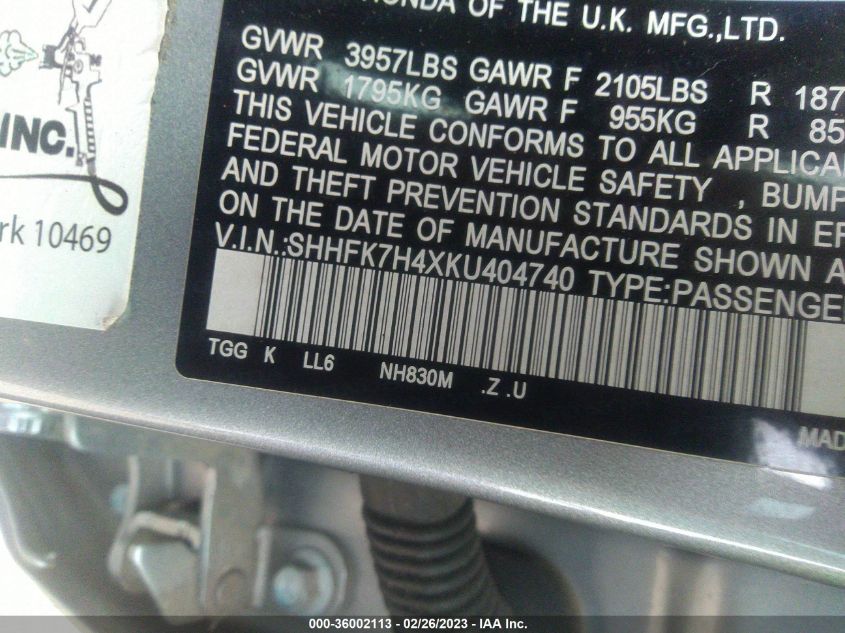 HONDA OF THE U.K. MFG.,LTD.
GVWR 3957LBS GAWR F 2105LBS R 187
GVWR 1795KG GAWR F 955KG R 85
THIS VEHICLE CONFORMS TO ALL APPLICA
FEDERAL MOTOR VEHICLE SAFETY , BUMP
AND THEFT PREVENTION STANDARDS IN EF
ON THE DATE OF MANUFACTURE SHOWN A
V.I.N.:SHHFK7H4XKU404740 TYPE:PASSENGE
TGG K LL6 NH830M .Z .U
MAD
INC.
rk 10469
000-36002113 - 02/26/2023 - IAA Inc.